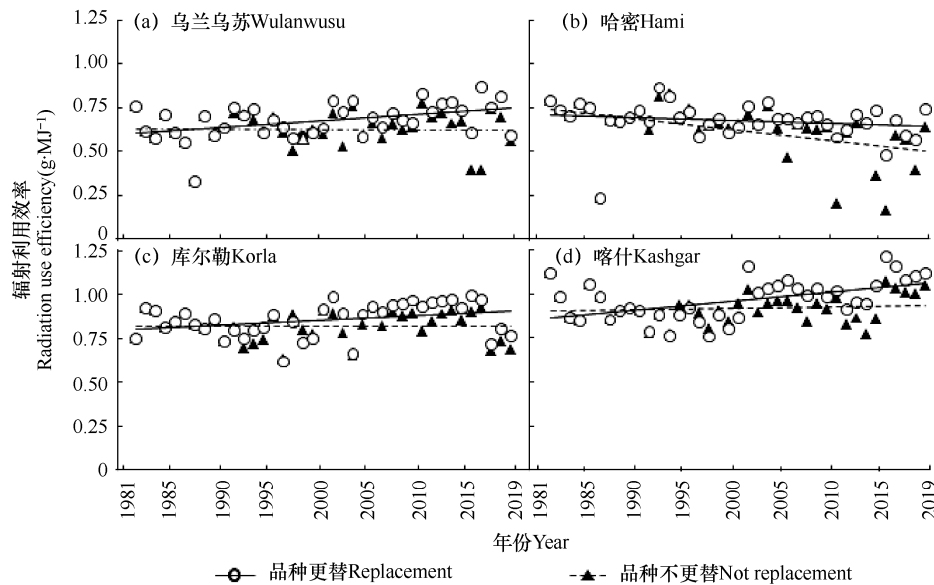 (a) 乌兰乌苏Wulanwusu
(b) 哈密Hami
1.25
1.00
0.75
0.50
0.25
0
(c) 库尔勒Korla
(d) 喀什Kashgar
1.25
1.00
0.75
0.50
0.25
0
辐射利用效率
Radiation use efficiency(g·MJ⁻¹)
1981 1985 1990 1995 2000 2005 2010 2015 2019
1981 1985 1990 1995 2000 2005 2010 2015 2019
年份Year
品种更替Replacement
品种不更替Not replacement